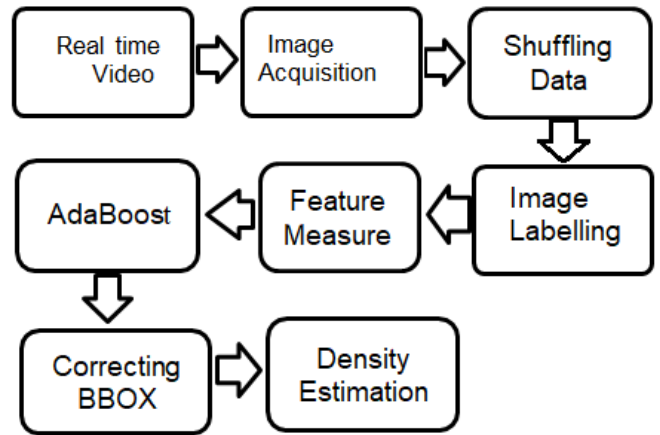 Real time
Video
Image
Acquisition
Shuffling
Data
Image
Labelling
Feature
Measure
AdaBoost
Correcting
BBOX
Density
Estimation